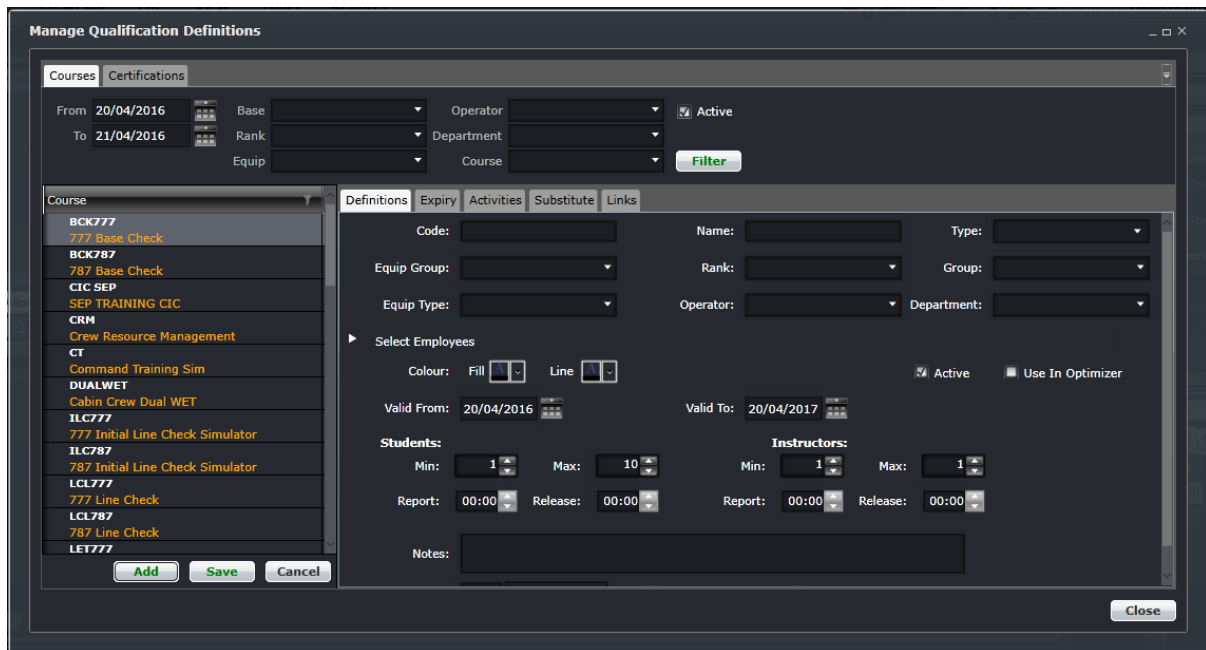 Manage Qualification Definitions
Courses Certifications
From 20/04/2016 Base Operator Active
To 21/04/2016 Rank Department
Equip Course Filter
Course
BCK777
777 Base Check
BCK787
787 Base Check
CIC SEP
SEP TRAINING CIC
CRM
Crew Resource Management
CT
Command Training Sim
DUALWET
Cabin Crew Dual WET
ILC777
777 Initial Line Check Simulator
ILC787
787 Initial Line Check Simulator
LCL777
777 Line Check
LCL787
787 Line Check
LET777
Add Save Cancel
Definitions Expiry Activities Substitute Links
Code: Name: Type:
Equip Group: Rank: Group:
Equip Type: Operator: Department:
Select Employees
Colour: Fill A Line A Active Use In Optimizer
Valid From: 20/04/2016 Valid To: 20/04/2017
Students: Instructors:
Min: 1 Max: 10 Min: 1 Max: 1
Report: 00:00 Release: 00:00 Report: 00:00 Release: 00:00
Notes:
Close